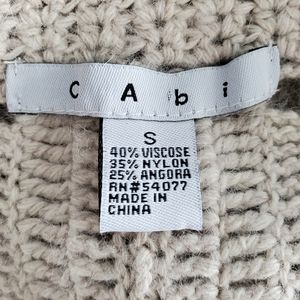 CAbi
S
40% VISCOSE
35% NYLON
25% ANGORA
RN#54077
MADE IN
CHINA